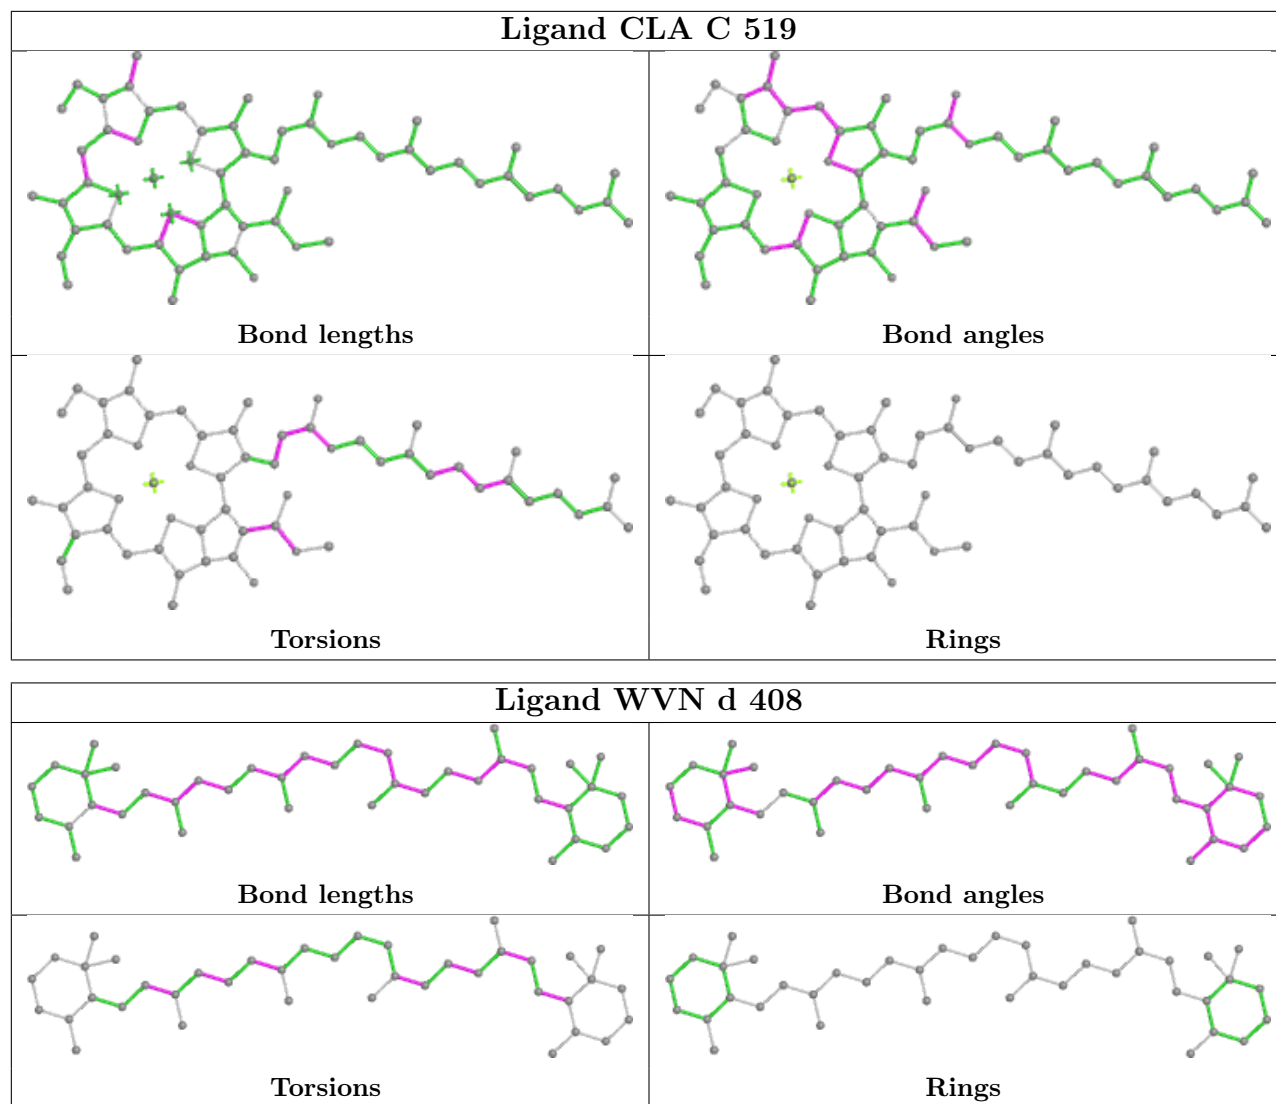 Ligand CLA C 519
Bond lengths
Bond angles
Torsions
Rings
Ligand WVN d 408
Bond lengths
Bond angles
Torsions
Rings